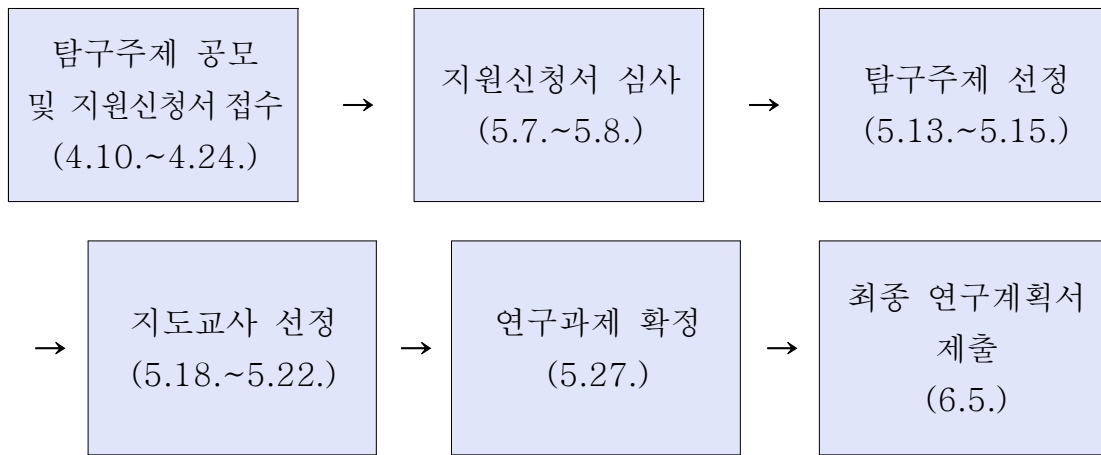 탐구주제 공모
및 지원신청서 접수
(4.10.~4.24.)
→
지원신청서 심사
(5.7.~5.8.)
→
탐구주제 선정
(5.13.~5.15.)
→
지도교사 선정
(5.18.~5.22.)
→
연구과제 확정
(5.27.)
→
최종 연구계획서
제출
(6.5.)